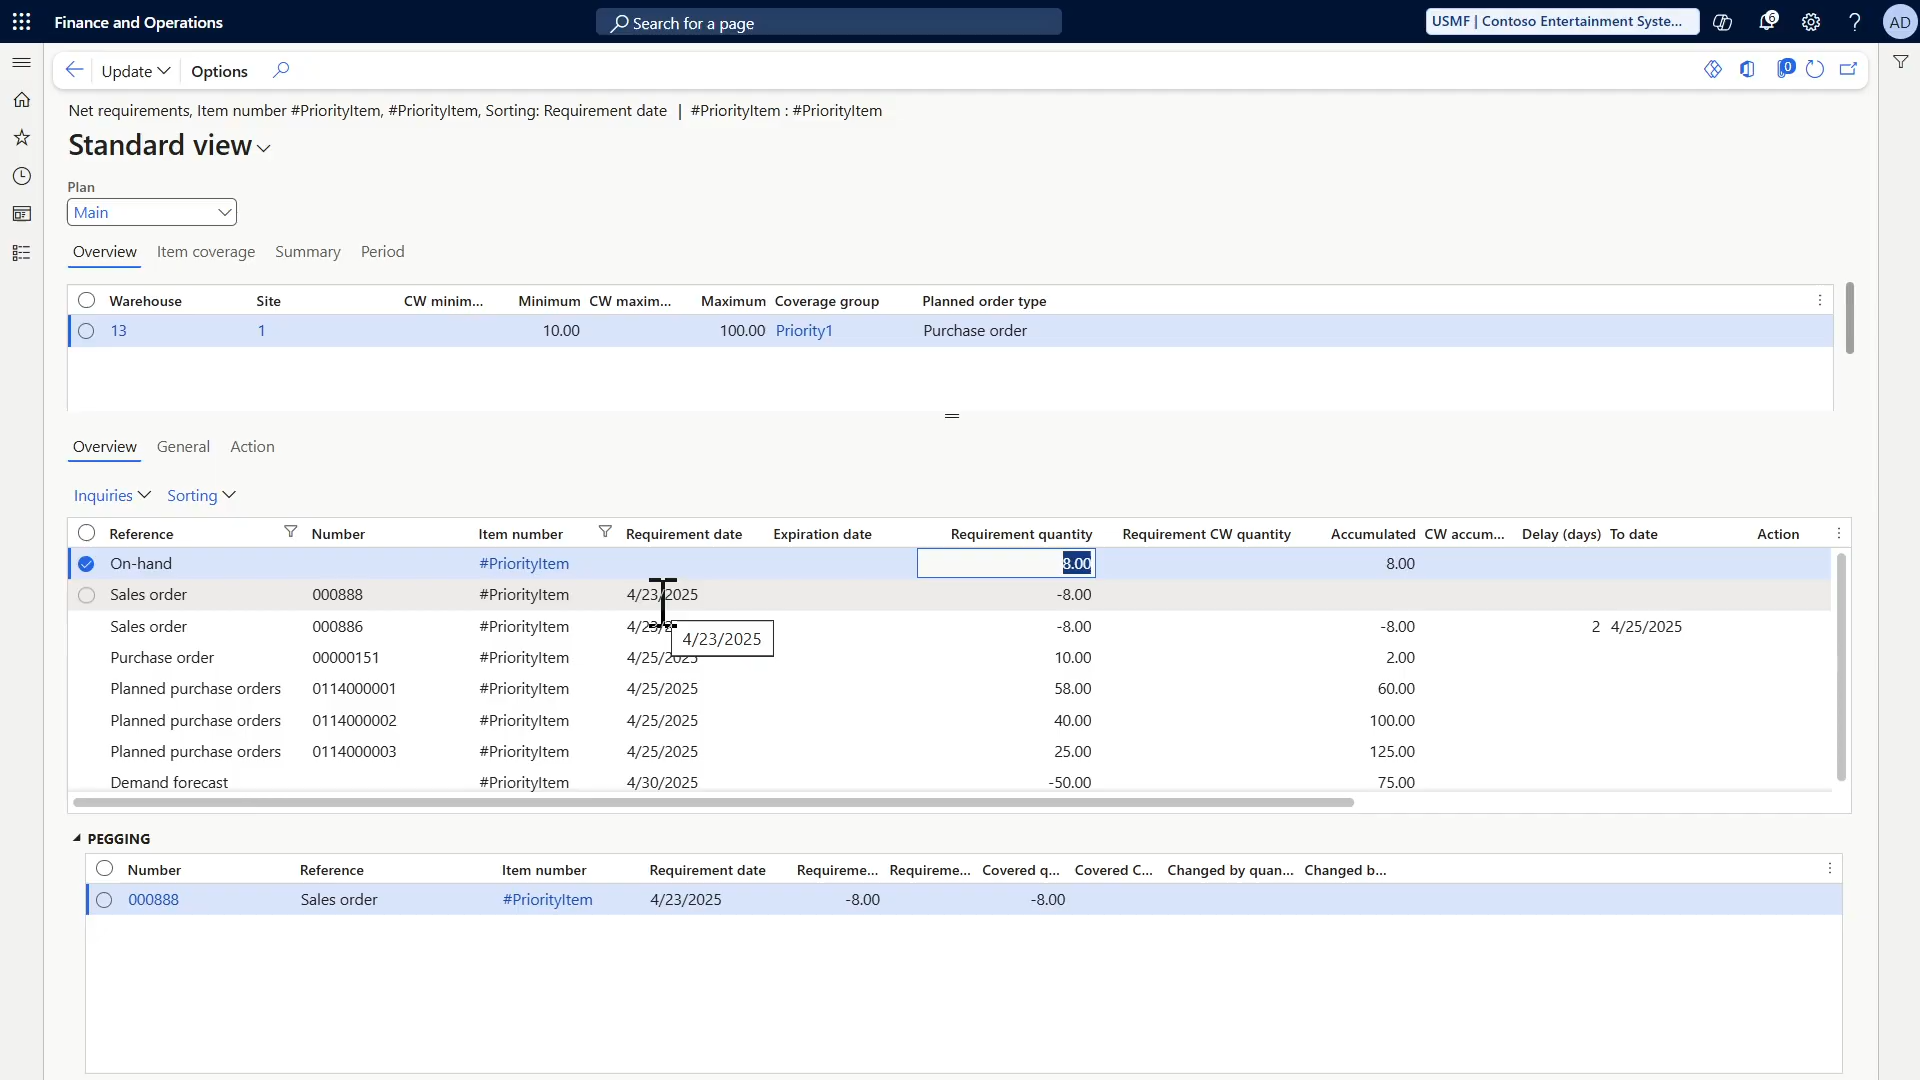 Finance and Operations
Search for a page
USMF | Contoso Entertainment Syste...
6
AD
Update
Options
0
Net requirements, Item number #PriorityItem, #PriorityItem, Sorting: Requirement date | #PriorityItem : #PriorityItem
Standard view
Plan
Main
Overview Item coverage Summary Period
Warehouse Site CW minim... Minimum CW maxim... Maximum Coverage group Planned order type
13 1 10.00 100.00 Priority1 Purchase order
Overview General Action
Inquiries Sorting
Reference Number Item number Requirement date Expiration date Requirement quantity Requirement CW quantity Accumulated CW accum... Delay (days) To date Action
On-hand #PriorityItem 8.00 8.00
Sales order 000888 #PriorityItem 4/23/2025 -8.00
Sales order 000886 #PriorityItem 4/23/2 -8.00 -8.00 2 4/25/2025
4/23/2025
Purchase order 00000151 #PriorityItem 4/25/2025 10.00 2.00
Planned purchase orders 0114000001 #PriorityItem 4/25/2025 58.00 60.00
Planned purchase orders 0114000002 #PriorityItem 4/25/2025 40.00 100.00
Planned purchase orders 0114000003 #PriorityItem 4/25/2025 25.00 125.00
Demand forecast #PriorityItem 4/30/2025 -50.00 75.00
PEGGING
Number Reference Item number Requirement date Requireme... Requireme... Covered q... Covered C... Changed by quan... Changed b...
000888 Sales order #PriorityItem 4/23/2025 -8.00 -8.00